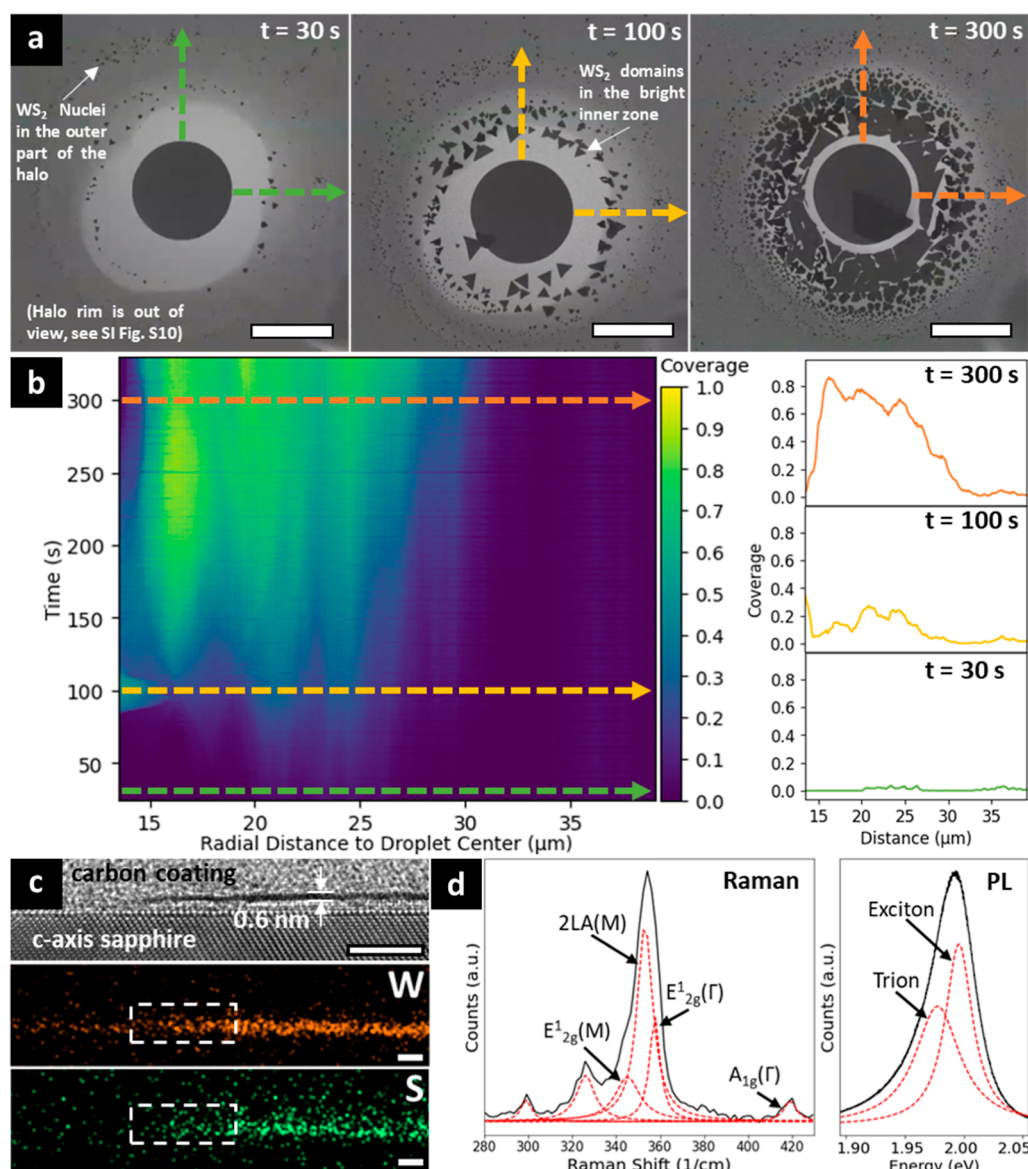 a
t = 30 s
WS₂ Nuclei
in the outer
part of the
halo
(Halo rim is out of
view, see SI Fig. S10)
t = 100 s
WS₂ domains
in the bright
inner zone
t = 300 s
b
Time (s)
300
250
200
150
100
50
15
20
25
30
35
Radial Distance to Droplet Center (µm)
Coverage
1.0
0.9
0.8
0.7
0.6
0.5
0.4
0.3
0.2
0.1
0.0
Coverage
t = 300 s
0.8
0.6
0.4
0.2
0.0
t = 100 s
0.8
0.6
0.4
0.2
0.0
t = 30 s
0.8
0.6
0.4
0.2
0.0
15 20 25 30 35
Distance (µm)
c
carbon coating
0.6 nm
c-axis sapphire
W
S
d
Raman
Counts (a.u.)
2LA(M)
E¹₂g(Γ)
E¹₂g(M)
A₁g(Γ)
280 300 320 340 360 380 400 420
Raman Shift (1/cm)
PL
Counts (a.u.)
Exciton
Trion
1.90 1.95 2.00 2.05
Energy (eV)